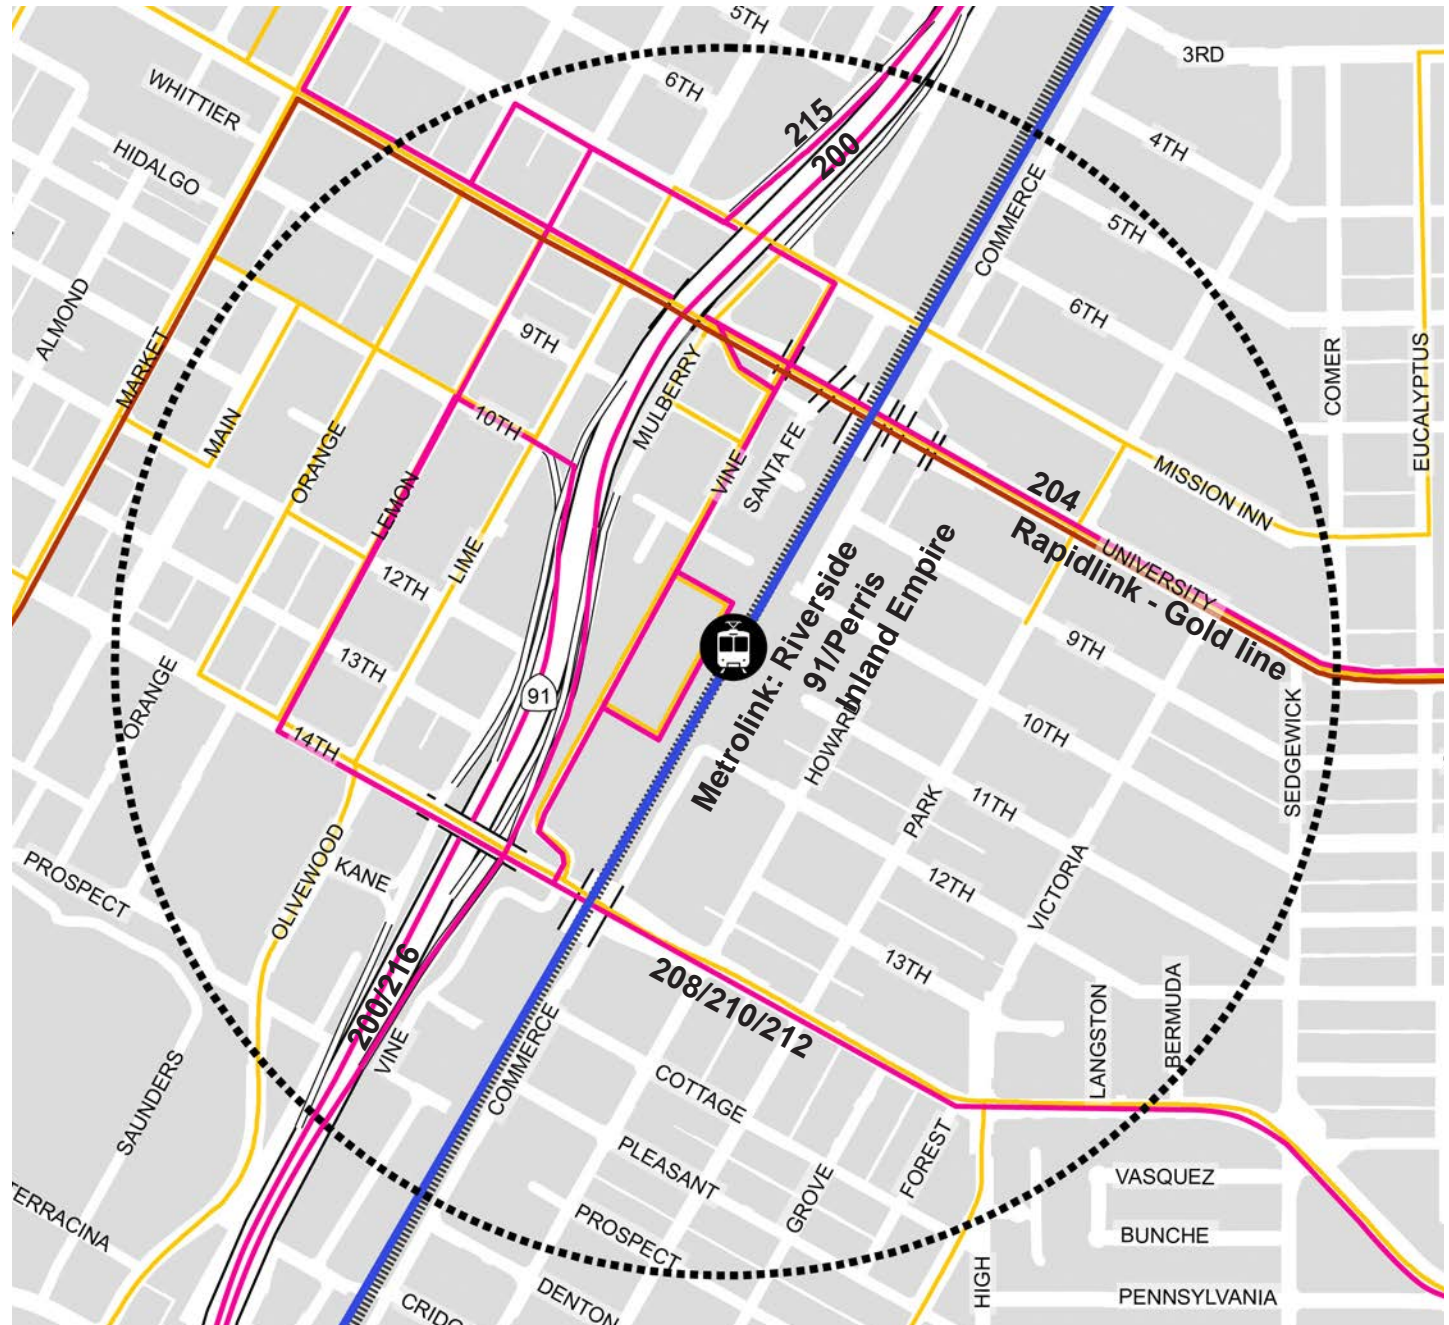 5TH
3RD
6TH
WHITTIER
215
200
4TH
HIDALGO
COMMERCE
5TH
ALMOND
9TH
6TH
MARKET
MULBERRY
COMER
EUCALYPTUS
MAIN
ORANGE
10TH
VINE
SANTA FE
MISSION INN
LEMON
204
LIME
UNIVERSITY
Rapidlink - Gold line
12TH
Metrolink: Riverside
91/Perris
Inland Empire
9TH
13TH
ORANGE
91
SEDGEWICK
14TH
HOWARD
10TH
PARK
11TH
OLIVEWOOD
KANE
PROSPECT
12TH
VICTORIA
13TH
200/216
208/210/212
VINE
COMMERCE
LANGSTON
BERMUDA
SAUNDERS
COTTAGE
PLEASANT
GROVE
FOREST
VASQUEZ
TERRACINA
PROSPECT
BUNCHE
HIGH
DENTON
PENNSYLVANIA